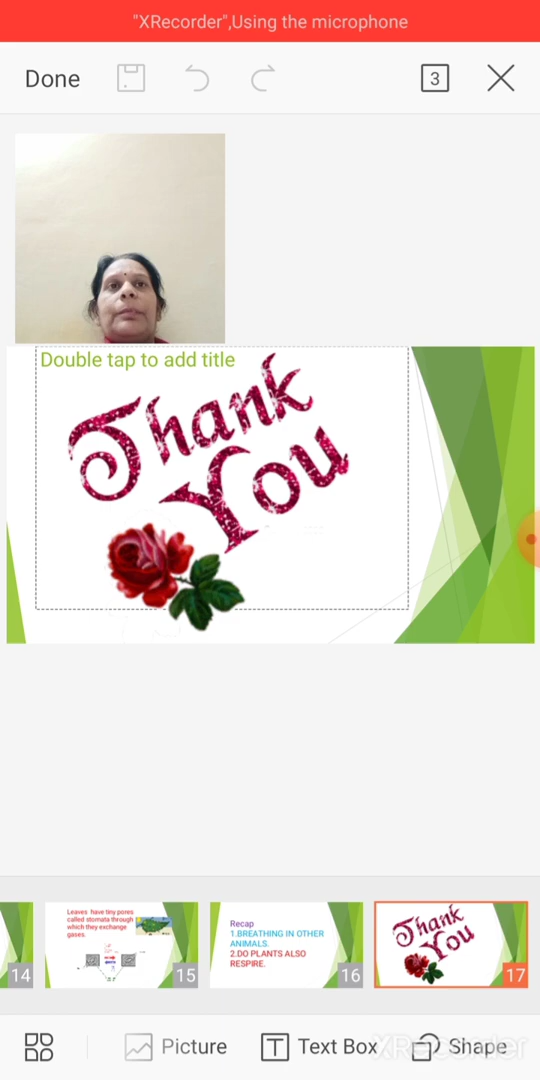 "XRecorder",Using the microphone
Done
3
Double tap to add title
Thank
You
Leaves have tiny pores
called stomata through
which they exchange
gases.
14
15
Recap
1.BREATHING IN OTHER
ANIMALS.
2.DO PLANTS ALSO
RESPIRE.
16
Thank
You
17
Picture
T Text Box
Shape
XRecorder